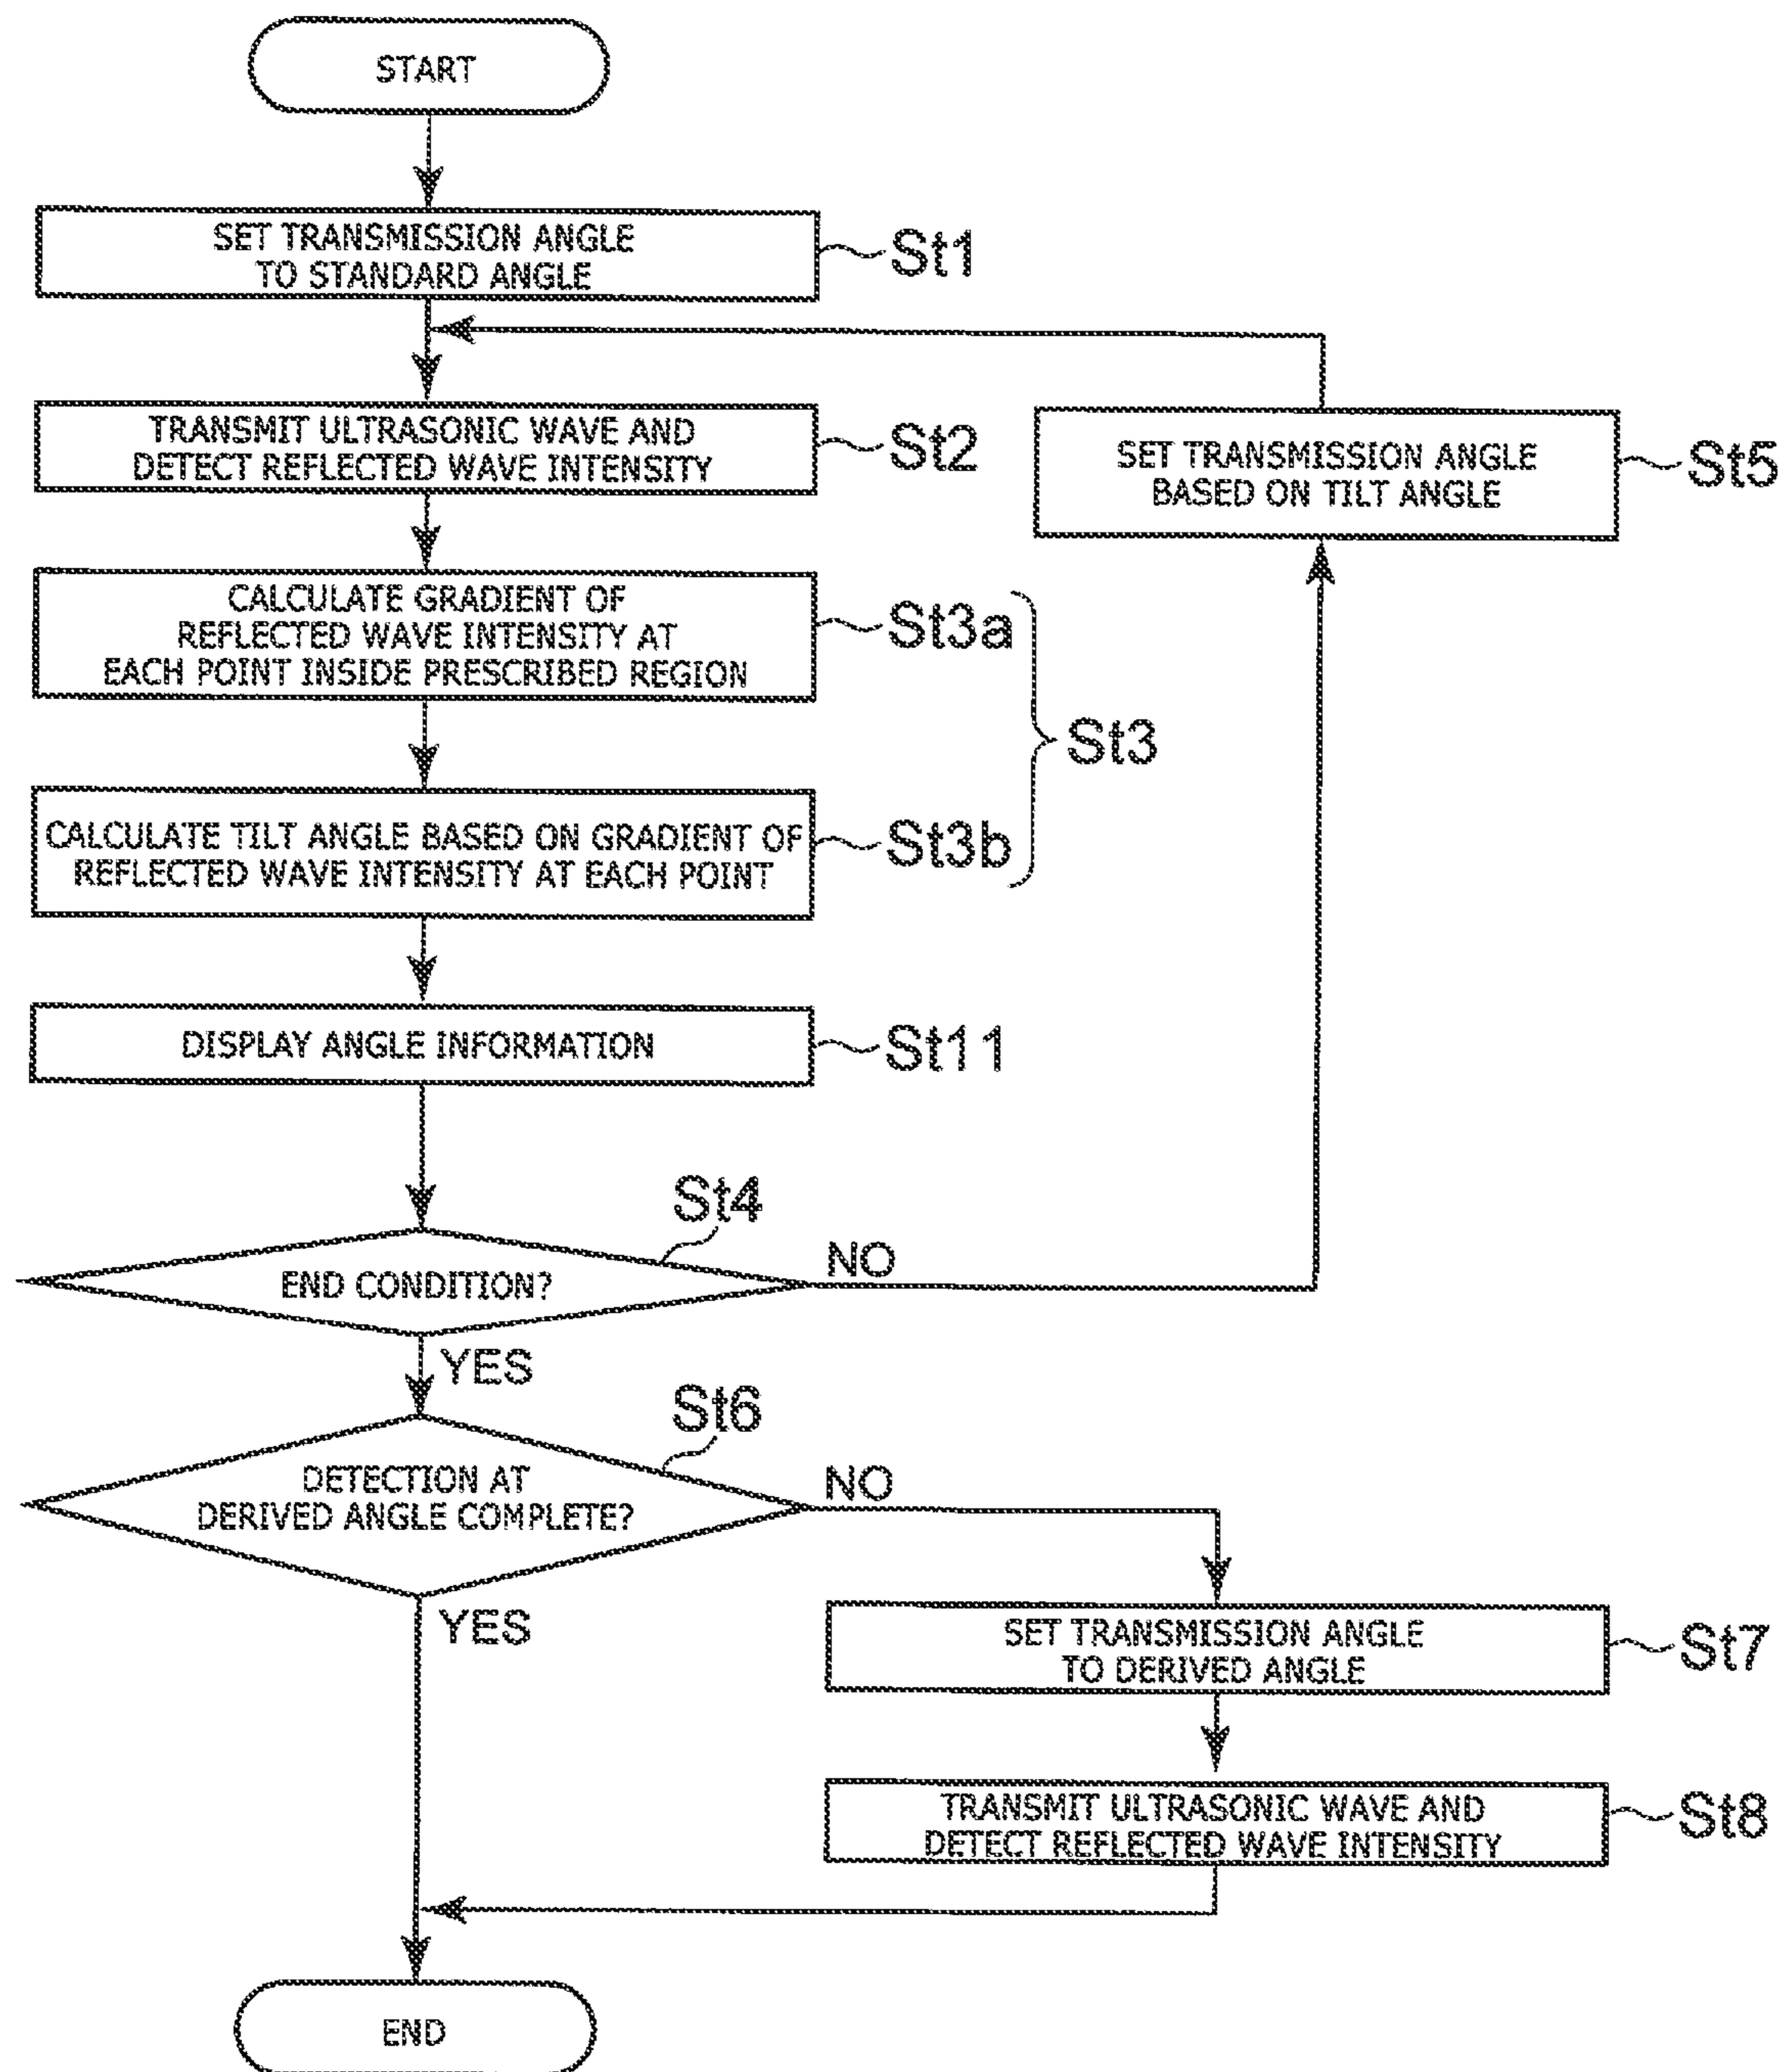 START
SET TRANSMISSION ANGLE
TO STANDARD ANGLE
St1
TRANSMIT ULTRASONIC WAVE AND
DETECT REFLECTED WAVE INTENSITY
St2
SET TRANSMISSION ANGLE
BASED ON TILT ANGLE
St5
CALCULATE GRADIENT OF
REFLECTED WAVE INTENSITY AT
EACH POINT INSIDE PRESCRIBED REGION
St3a
St3
CALCULATE TILT ANGLE BASED ON GRADIENT OF
REFLECTED WAVE INTENSITY AT EACH POINT
St3b
DISPLAY ANGLE INFORMATION
St11
St4
END CONDITION?
NO
YES
St6
DETECTION AT
DERIVED ANGLE COMPLETE?
NO
YES
SET TRANSMISSION ANGLE
TO DERIVED ANGLE
St7
TRANSMIT ULTRASONIC WAVE AND
DETECT REFLECTED WAVE INTENSITY
St8
END